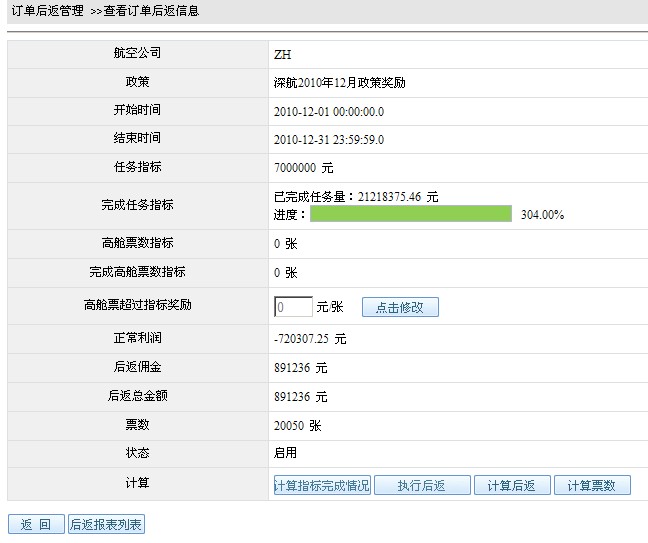 订单后返管理 >>查看订单后返信息
航空公司 ZH
政策 深航2010年12月政策奖励
开始时间 2010-12-01 00:00:00.0
结束时间 2010-12-31 23:59:59.0
任务指标 7000000 元
完成任务指标 已完成任务量：21218375.46 元
进度： 304.00%
高舱票数指标 0 张
完成高舱票数指标 0 张
高舱票超过指标奖励 0 元/张 点击修改
正常利润 -720307.25 元
后返佣金 891236 元
后返总金额 891236 元
票数 20050 张
状态 启用
计算 计算指标完成情况 执行后返 计算后返 计算票数
返 回 后返报表列表